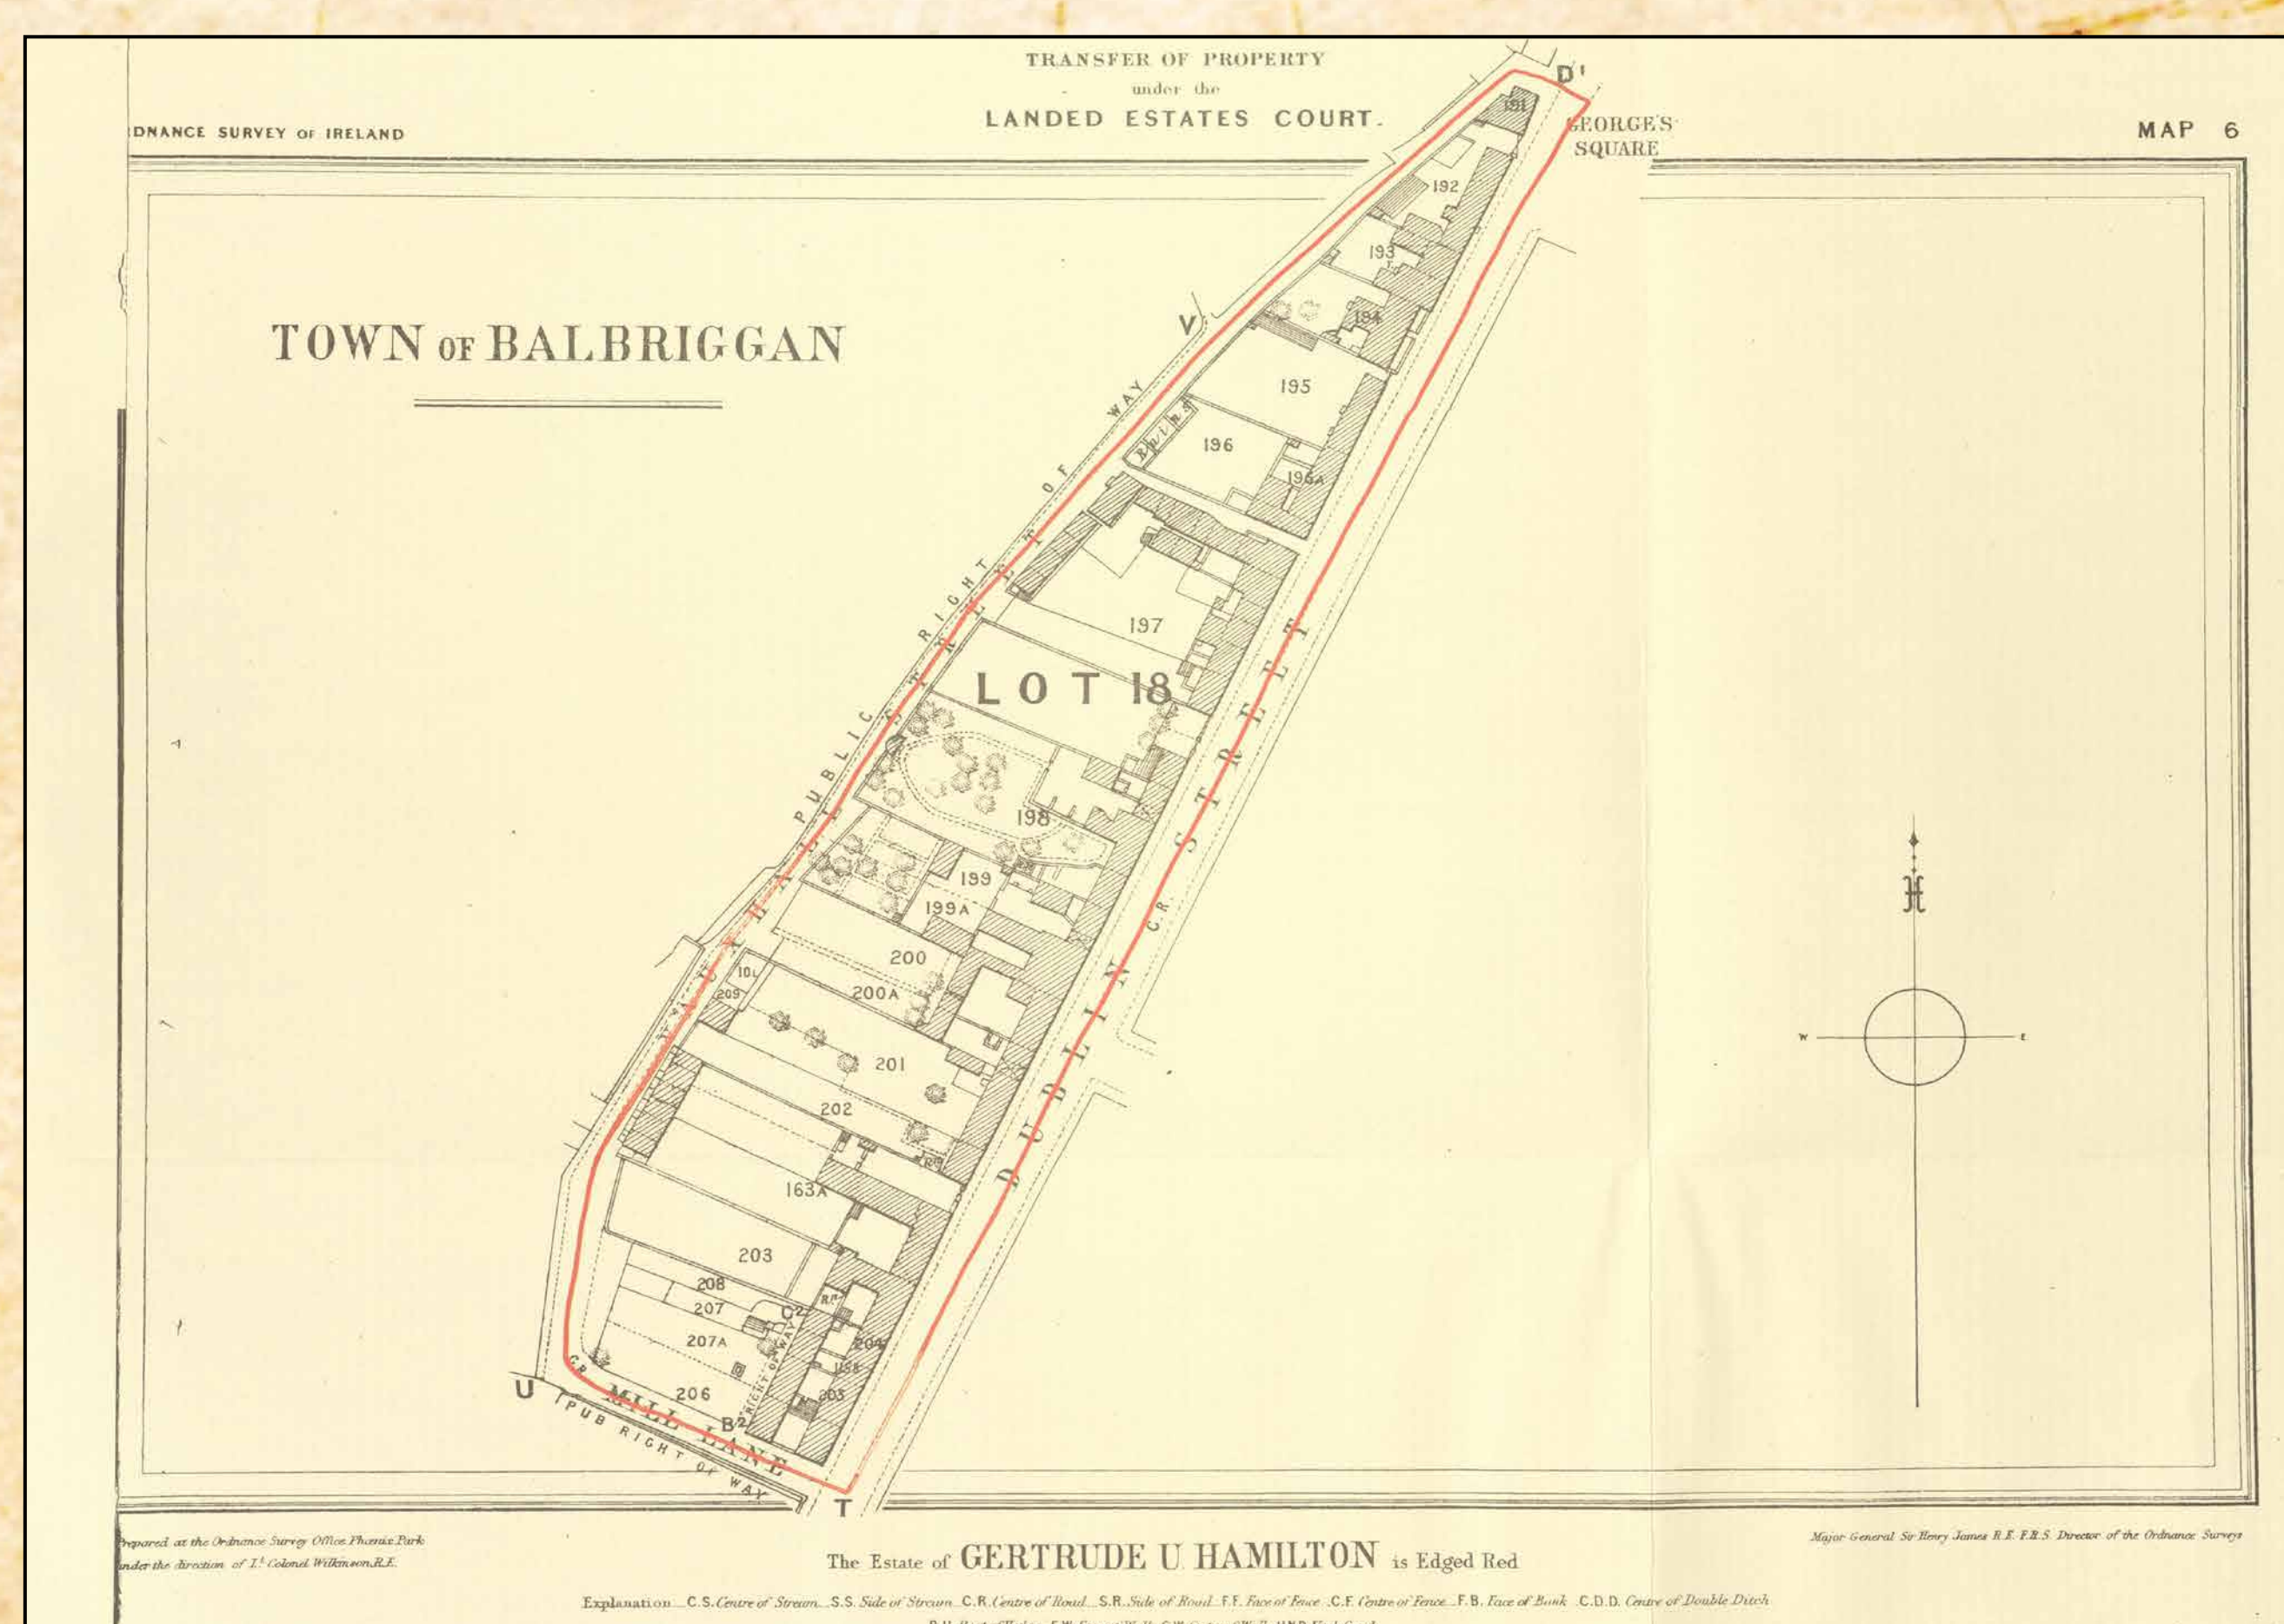 TRANSFER OF PROPERTY
under the
LANDED ESTATES COURT.
DNANCE SURVEY OF IRELAND
MAP 6
D'
GEORGE'S
SQUARE
TOWN OF BALBRIGGAN
191
192
193
194
V
195
196
196A
197
LOT 18
PUBLIC RIGHT OF WAY
198
199
199A
C.R.
DUBLIN STREET
200
200A
209
201
202
W
E
163A
203
208
207
C2
207A
204
206
205
RIGHT OF WAY
B2
C.R.
MILL LANE
U
PUB RIGHT OF WAY
T
Prepared at the Ordnance Survey Office Phoenix Park
under the direction of Lt. Colonel Wilkinson, R.E.
Major General Sir Henry James R.E. F.R.S. Director of the Ordnance Surveys
The Estate of GERTRUDE U. HAMILTON is Edged Red
Explanation C.S. Centre of Stream S.S. Side of Stream C.R. Centre of Road S.R. Side of Road F.F. Face of Fence C.F. Centre of Fence F.B. Face of Bank C.D.D. Centre of Double Ditch